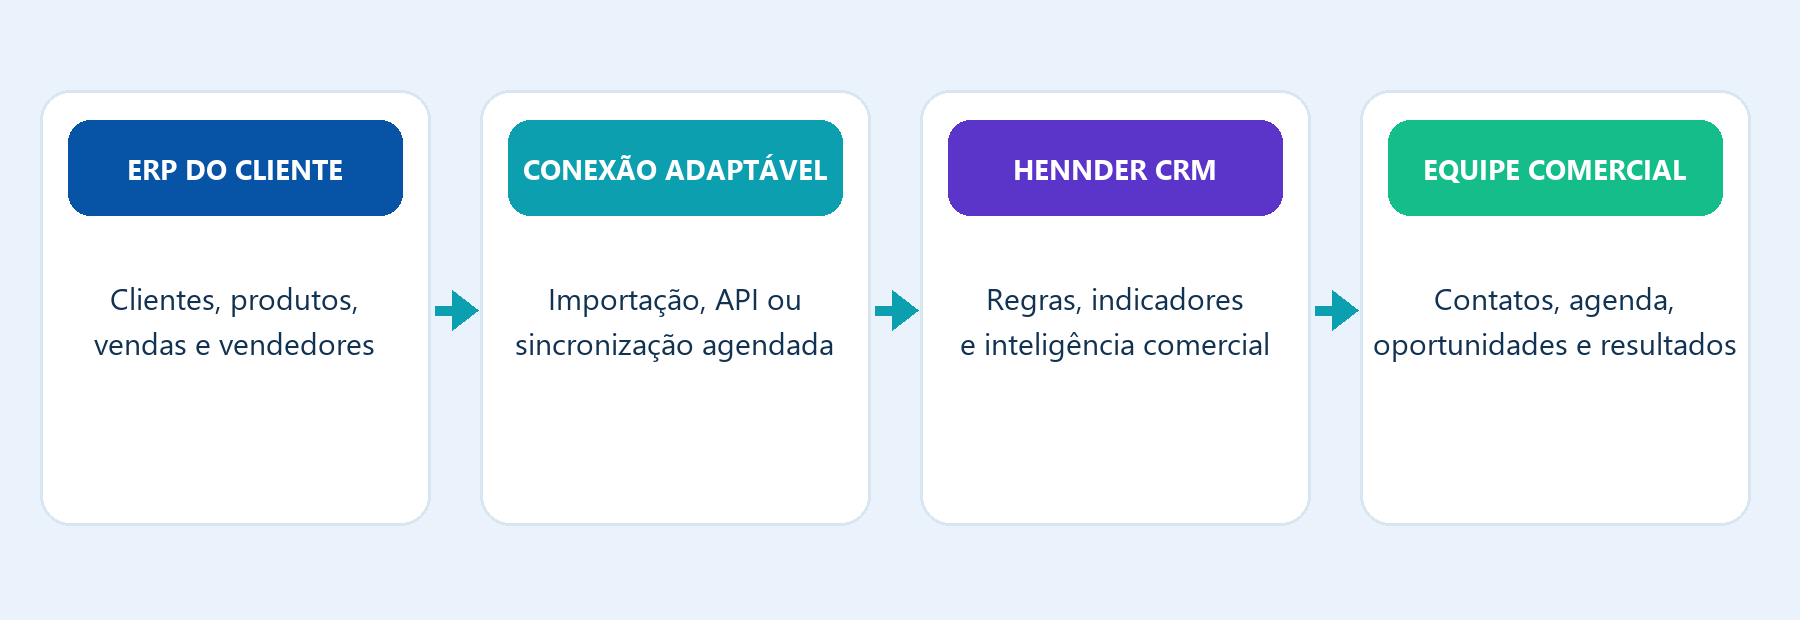 ERP DO CLIENTE
Clientes, produtos,
vendas e vendedores
CONEXÃO ADAPTÁVEL
Importação, API ou
sincronização agendada
HENNDER CRM
Regras, indicadores
e inteligência comercial
EQUIPE COMERCIAL
Contatos, agenda,
oportunidades e resultados